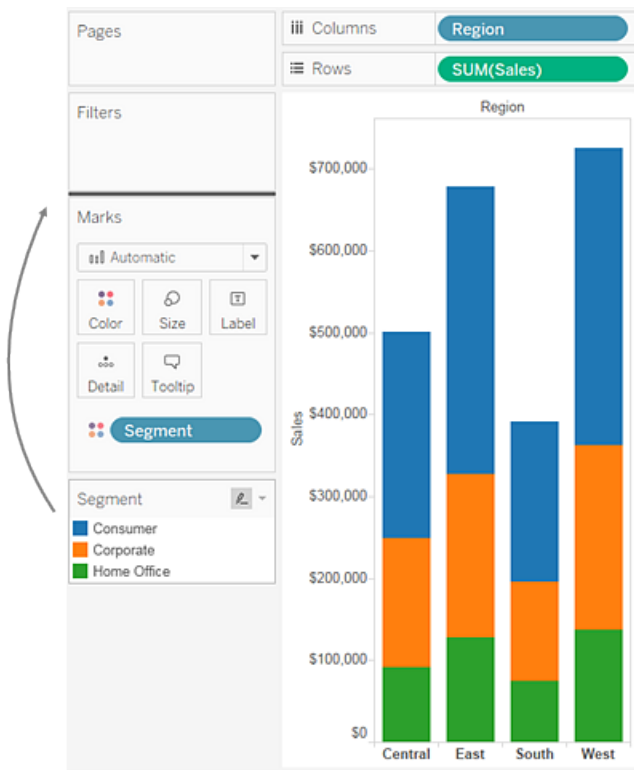 Pages
Columns
Region
Rows
SUM(Sales)
Filters
Marks
Automatic
Color
Size
T
Label
Detail
Tooltip
Segment
Segment
Consumer
Corporate
Home Office
Region
$700,000
$600,000
$500,000
$400,000
$300,000
$200,000
$100,000
$0
Sales
Central
East
South
West